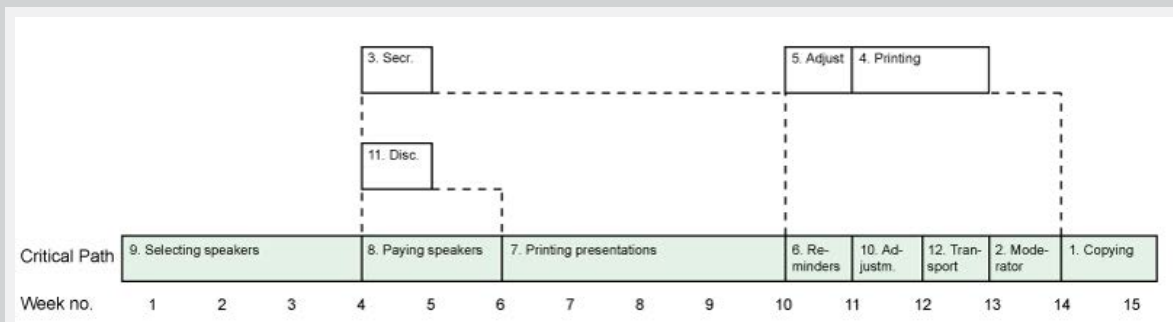 3. Secr.
5. Adjust
4. Printing
11. Disc.
Critical Path
9. Selecting speakers
8. Paying speakers
7. Printing presentations
6. Re-
minders
10. Ad-
justm.
12. Tran-
sport
2. Mode-
rator
1. Copying
Week no.
1 2 3 4 5 6 7 8 9 10 11 12 13 14 15